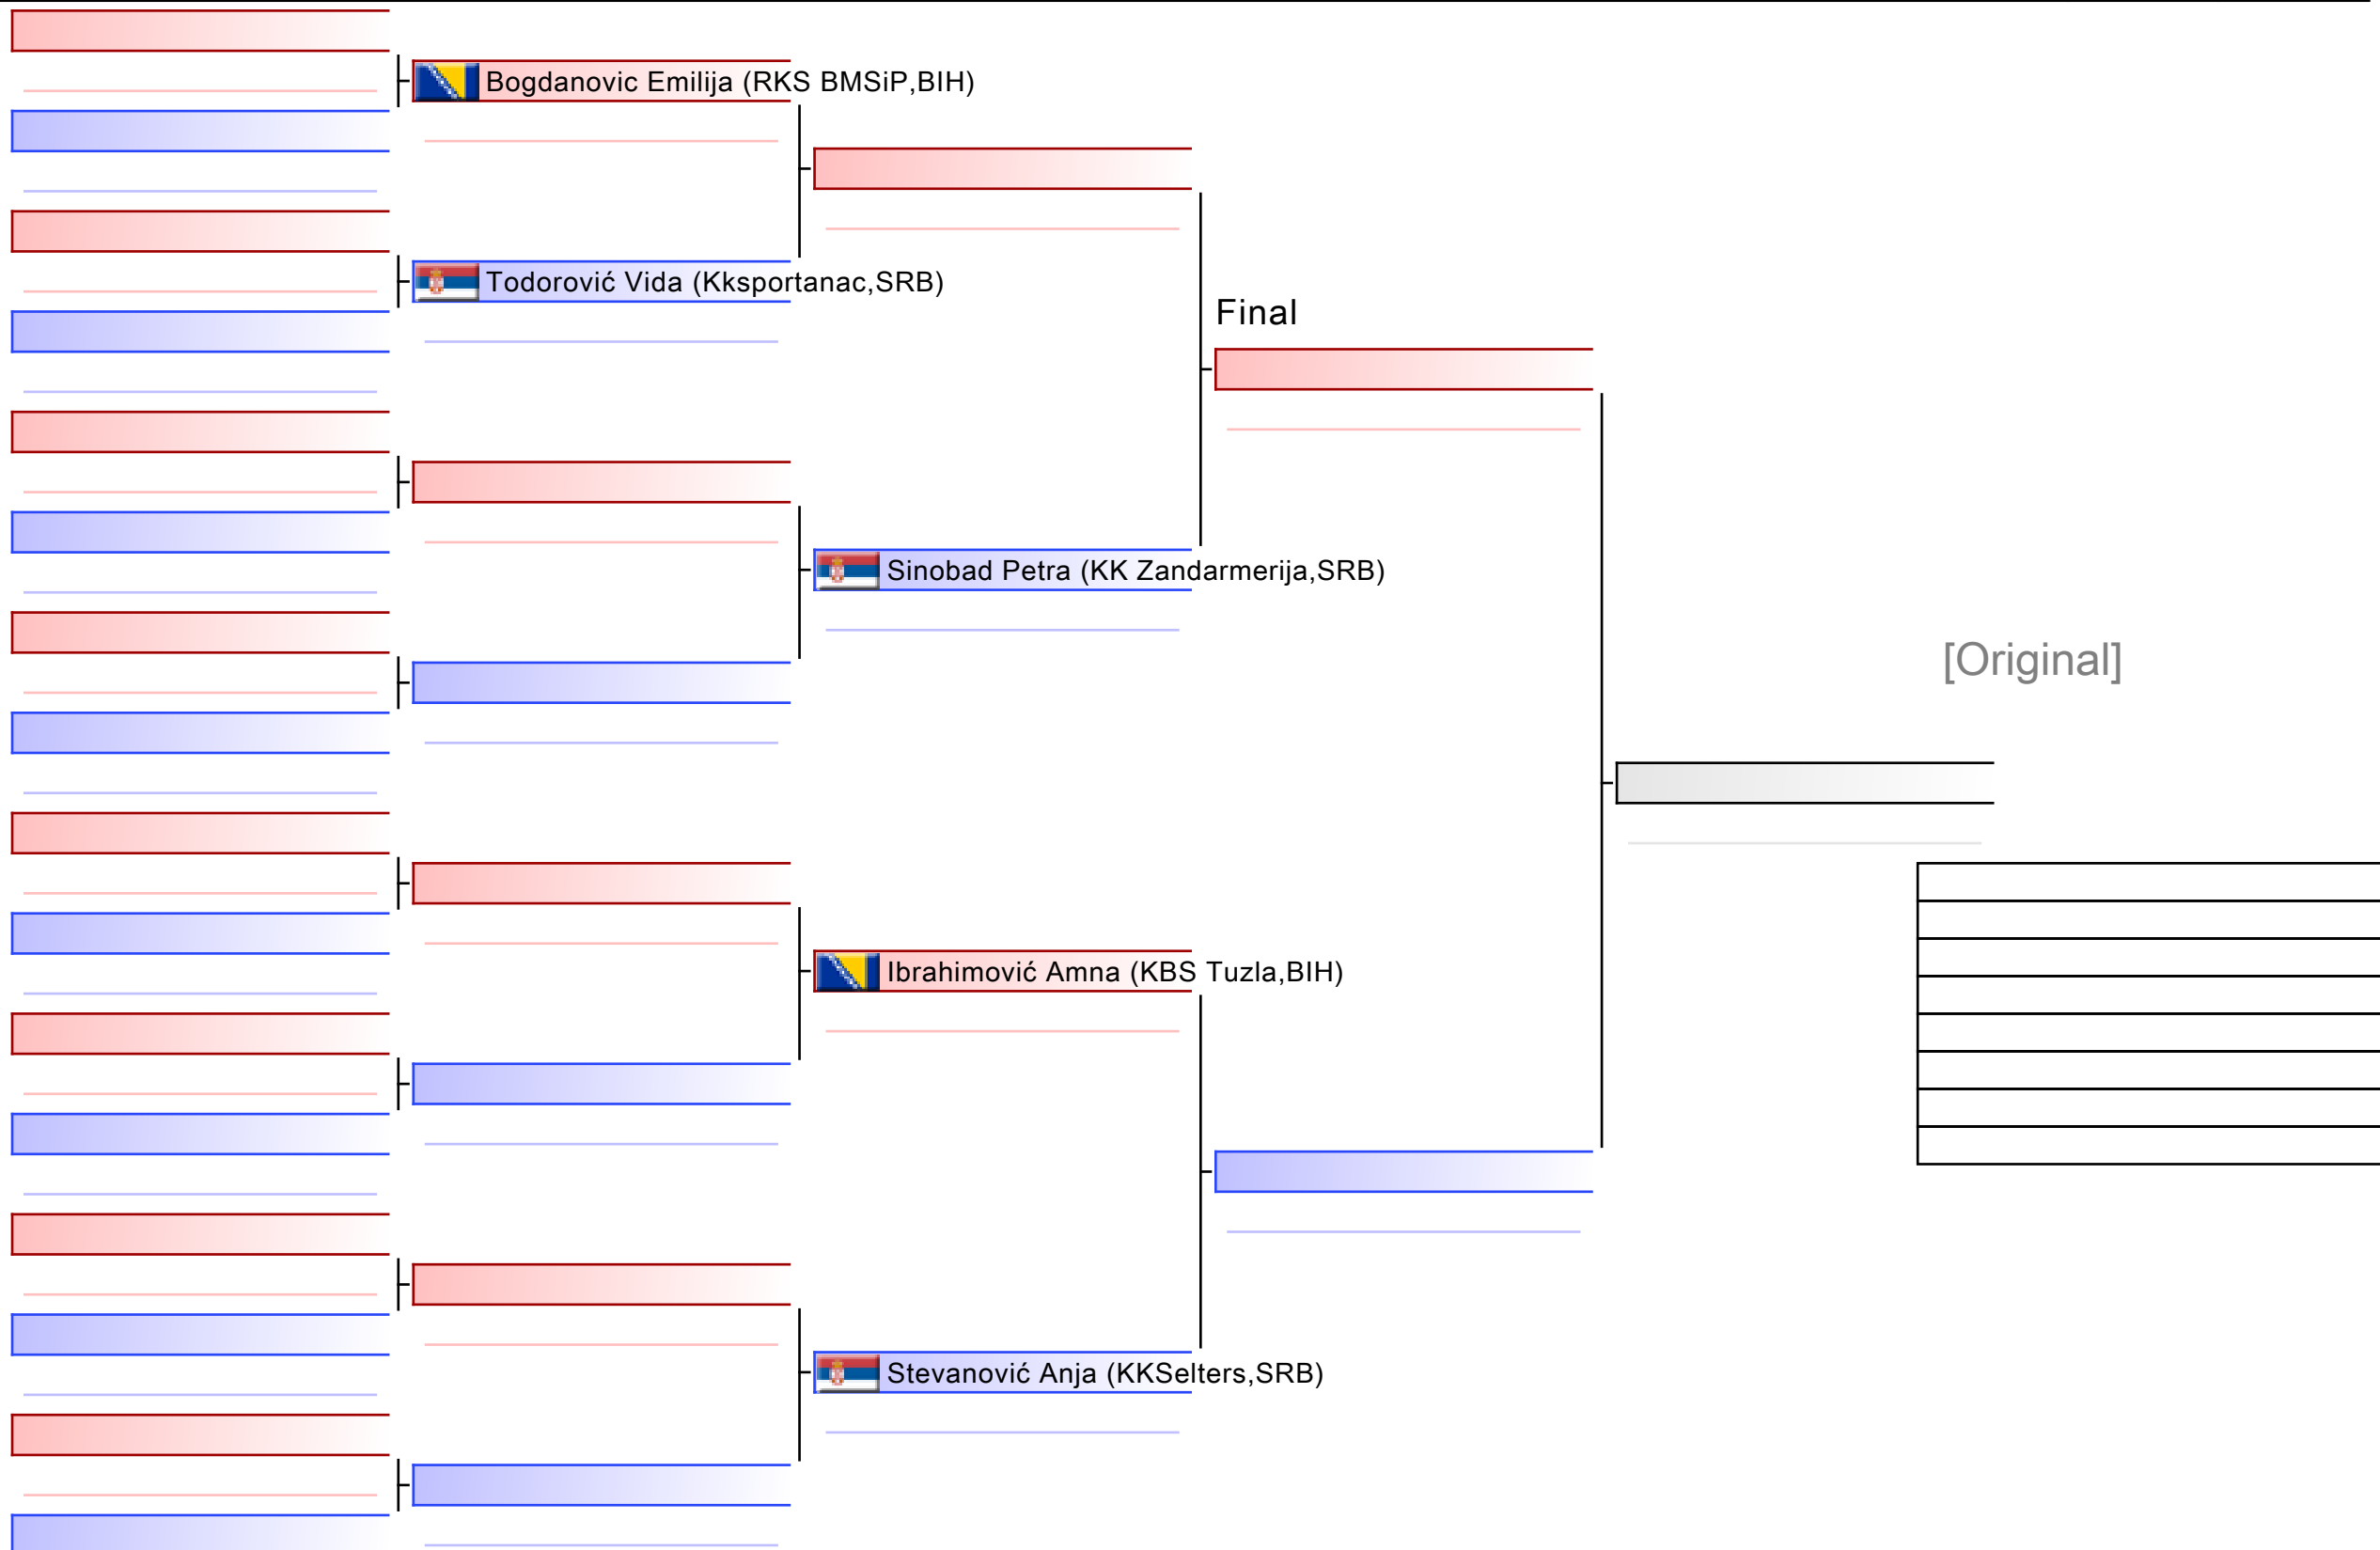 Bogdanovic Emilija (RKS BMSiP,BIH)
Todorović Vida (Kksportanac,SRB)
Final
Sinobad Petra (KK Zandarmerija,SRB)
[Original]
Ibrahimović Amna (KBS Tuzla,BIH)
Stevanović Anja (KKSelters,SRB)